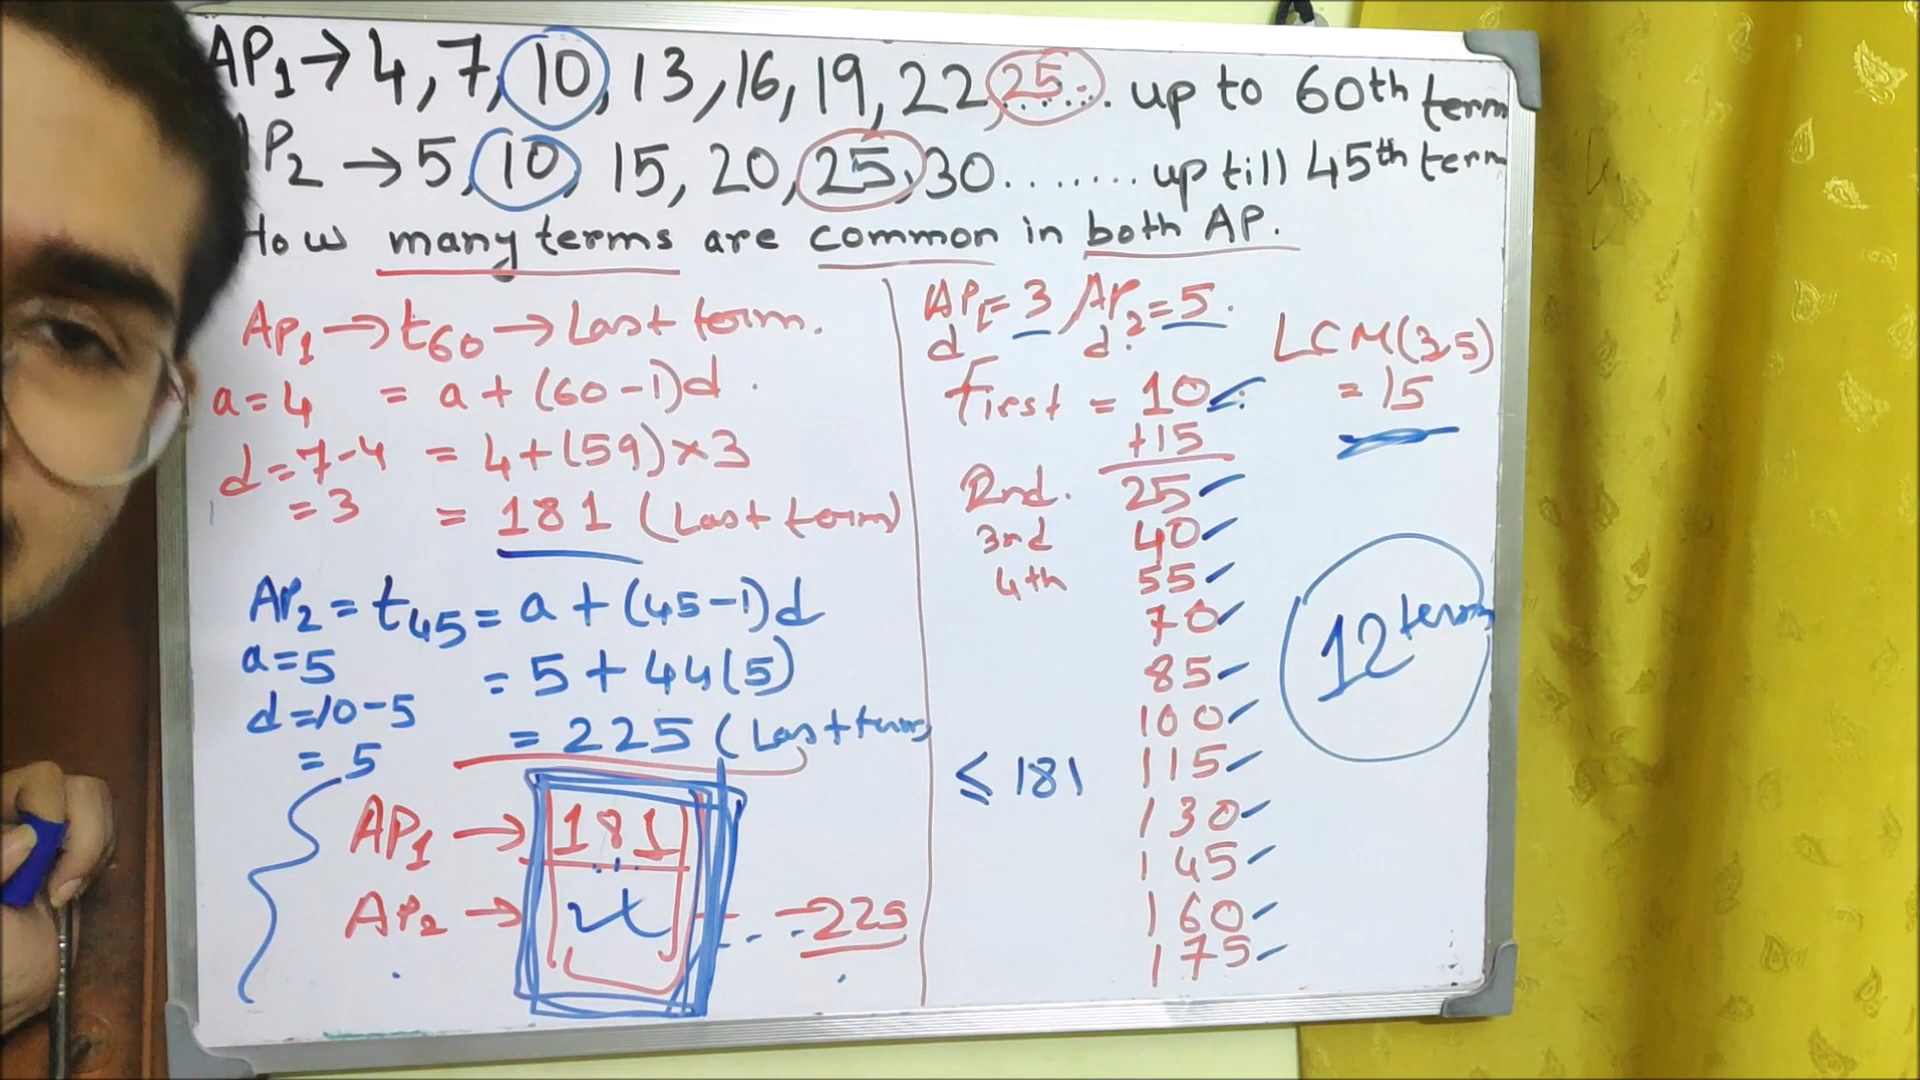 AP₁ → 4, 7, 10, 13, 16, 19, 22, 25....... up to 60th term
P₂ → 5, 10, 15, 20, 25, 30........ up till 45th term
How many terms are common in both AP.
AP₁ → t₆₀ → Last term.
a = 4 = a + (60-1)d.
d = 7-4 = 4 + (59) × 3
= 3 = 181 (Last term)
AP₂ = t₄₅ = a + (45-1)d
a = 5 = 5 + 44(5)
d = 10-5 = 225 (Last term
= 5
AP₁ → 181
AP₂ → ... → 225
AP₁ = 3 / AP₂ = 5.
d d
LCM(3,5)
= 15
First = 10
+15
2nd. 25
3rd 40
4th 55
70
85
100
≤ 181 115
130
145
160
175
12 terms